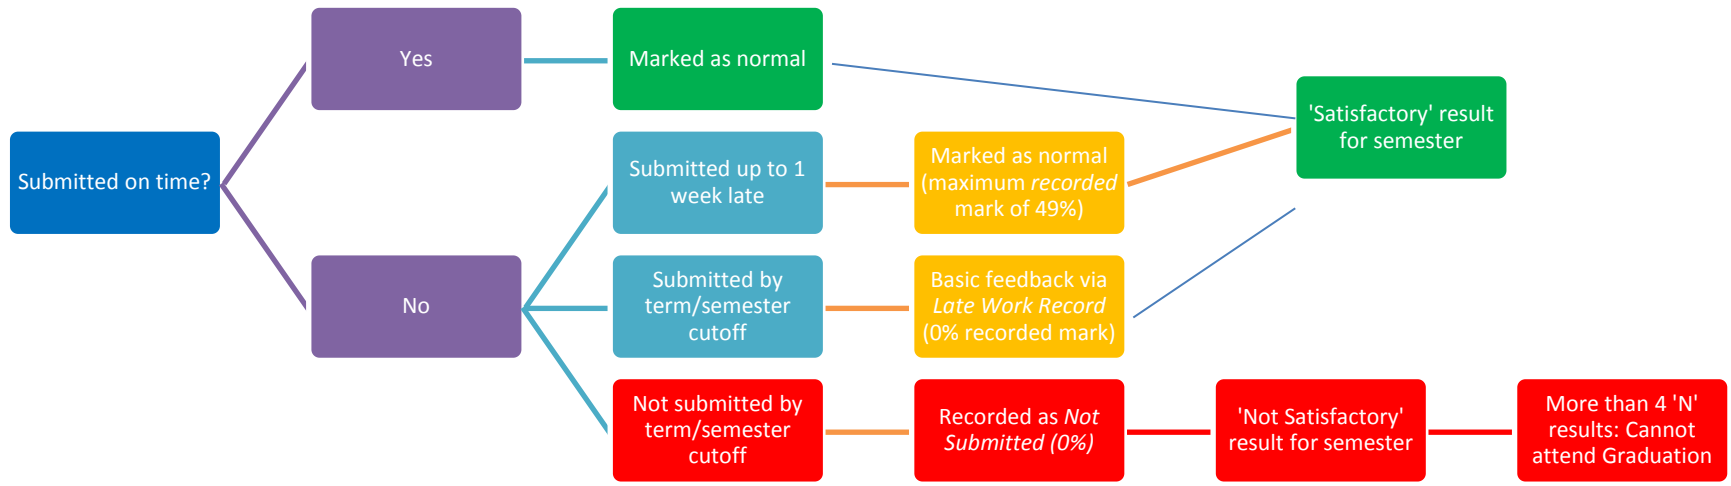 Submitted on time?
Yes
Marked as normal
'Satisfactory' result
for semester
No
Submitted up to 1
week late
Marked as normal
(maximum recorded
mark of 49%)
Submitted by
term/semester
cutoff
Basic feedback via
Late Work Record
(0% recorded mark)
Not submitted by
term/semester
cutoff
Recorded as Not
Submitted (0%)
'Not Satisfactory'
result for semester
More than 4 'N'
results: Cannot
attend Graduation